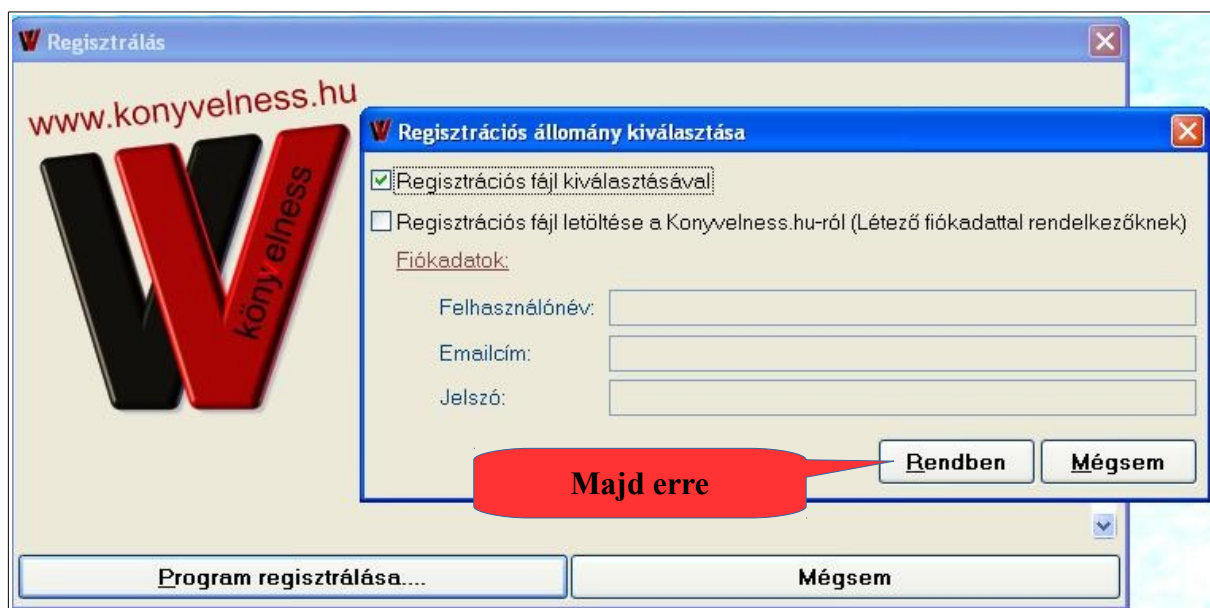 Regisztrálás
www.konyvelness.hu
könyvelness
Regisztrációs állomány kiválasztása
Regisztrációs fájl kiválasztásával
Regisztrációs fájl letöltése a Konyvelness.hu-ról (Létező fiókadattal rendelkezőknek)
Fiókadatok:
Felhasználónév:
Emailcím:
Jelszó:
Rendben
Mégsem
Majd erre
Program regisztrálása....
Mégsem